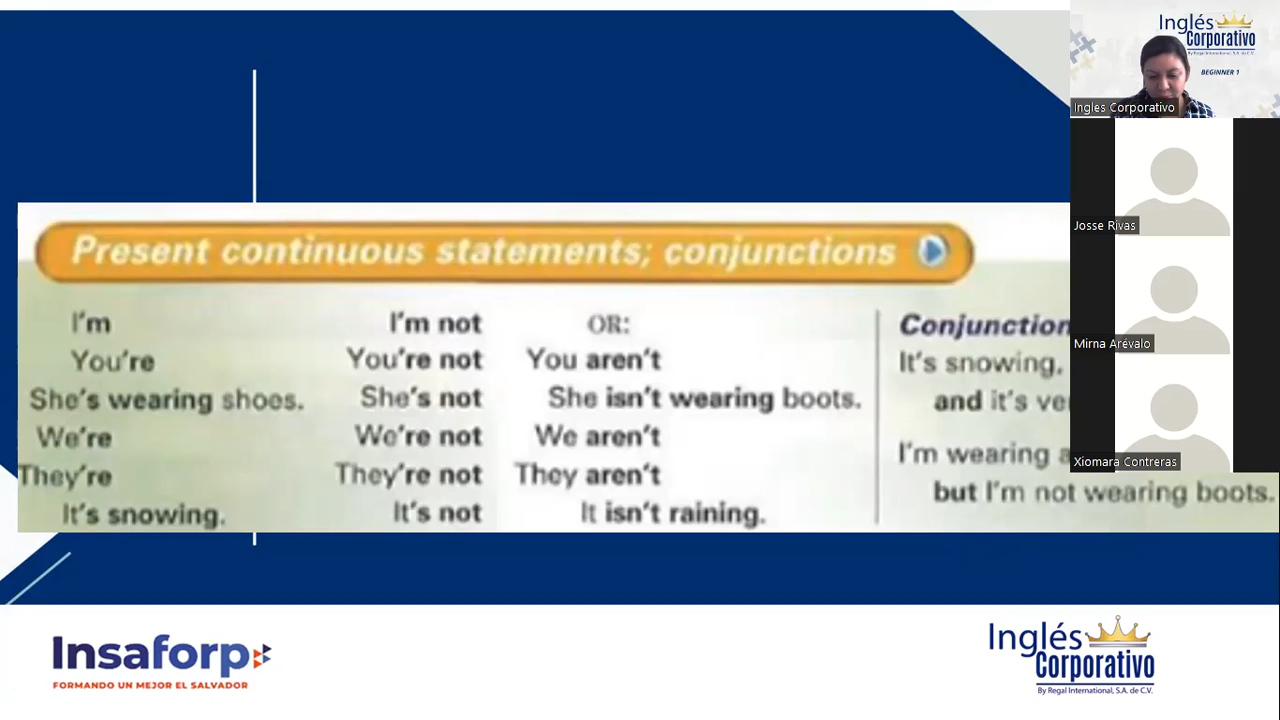 Present continuous statements; conjunctions
I'm I'm not OR:
You're You're not You aren't
She's wearing shoes. She's not She isn't wearing boots.
We're We're not We aren't
They're They're not They aren't
It's snowing. It's not It isn't raining.
Conjunction
It's snowing,
and it's
I'm wearing
but I'm not wearing boots.
Inglés
Corporativo
By Regal International, S.A. de C.V.
BEGINNER 1
Ingles Corporativo
Josse Rivas
Mirna Arévalo
Xiomara Contreras
Insaforp
FORMANDO UN MEJOR EL SALVADOR
Inglés
Corporativo
By Regal International, S.A. de C.V.